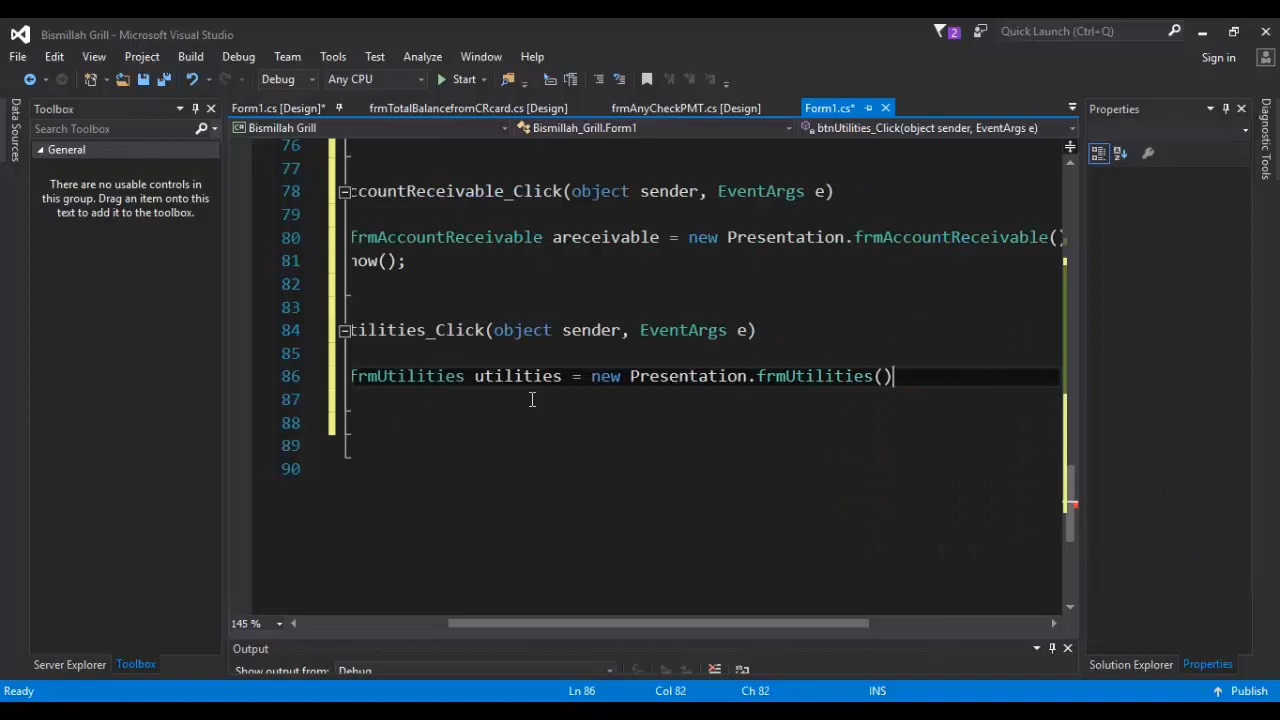 Bismillah Grill - Microsoft Visual Studio
2
Quick Launch (Ctrl+Q)
File Edit View Project Build Debug Team Tools Test Analyze Window Help
Sign in
Debug Any CPU Start
Data Sources
Toolbox
Search Toolbox
General
There are no usable controls in
this group. Drag an item onto this
text to add it to the toolbox.
Form1.cs [Design]* frmTotalBalancefromCRcard.cs [Design] frmAnyCheckPMT.cs [Design] Form1.cs*
Bismillah Grill Bismillah_Grill.Form1 btnUtilities_Click(object sender, EventArgs e)
76
77
78 ccountReceivable_Click(object sender, EventArgs e)
79
80 frmAccountReceivable areceivable = new Presentation.frmAccountReceivable()
81 how();
82
83
84 tilities_Click(object sender, EventArgs e)
85
86 frmUtilities utilities = new Presentation.frmUtilities()
87
88
89
90
145 %
Output
Show output from: Debug
Properties
Diagnostic Tools
Server Explorer Toolbox
Solution Explorer Properties
Ready Ln 86 Col 82 Ch 82 INS Publish